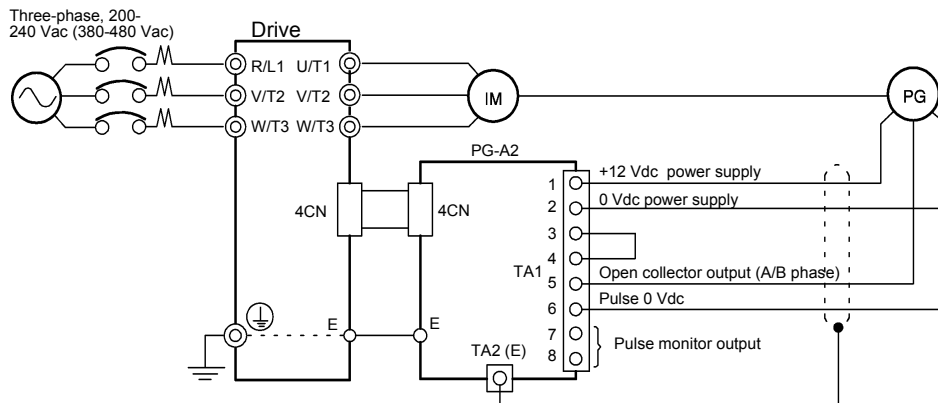 Three-phase, 200-
240 Vac (380-480 Vac)
Drive
R/L1 U/T1
V/T2 V/T2
W/T3 W/T3
IM
PG
PG-A2
4CN
4CN
1 +12 Vdc power supply
2 0 Vdc power supply
3
4
TA1
5 Open collector output (A/B phase)
6 Pulse 0 Vdc
7
Pulse monitor output
8
E
E
TA2 (E)